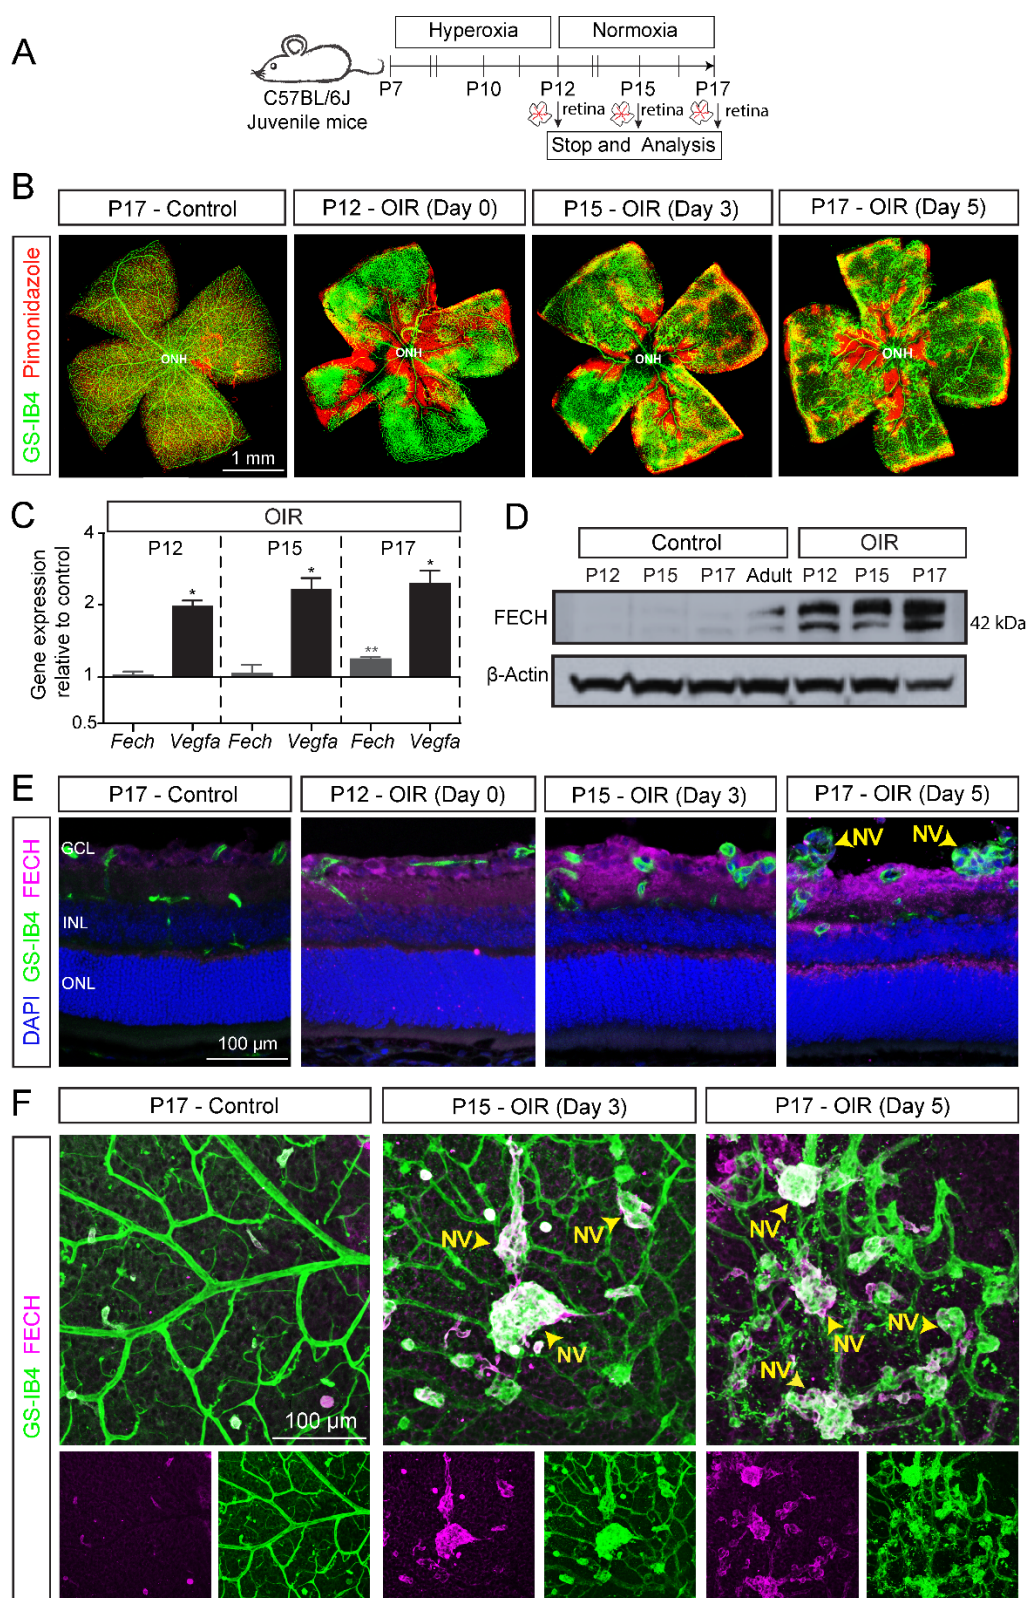 A
Hyperoxia
Normoxia
P7
P10
P12
P15
P17
C57BL/6J
Juvenile mice
retina
retina
retina
Stop and Analysis
B
P17 - Control
P12 - OIR (Day 0)
P15 - OIR (Day 3)
P17 - OIR (Day 5)
GS-IB4 Pimonidazole
ONH
ONH
ONH
ONH
1 mm
C
OIR
P12
P15
P17
Gene expression
relative to control
4
2
1
0.5
*
*
**
*
Fech
Vegfa
Fech
Vegfa
Fech
Vegfa
D
Control
OIR
P12
P15
P17
Adult
P12
P15
P17
FECH
42 kDa
β-Actin
E
P17 - Control
P12 - OIR (Day 0)
P15 - OIR (Day 3)
P17 - OIR (Day 5)
DAPI GS-IB4 FECH
GCL
INL
ONL
100 µm
NV
NV
F
P17 - Control
P15 - OIR (Day 3)
P17 - OIR (Day 5)
GS-IB4 FECH
100 µm
NV
NV
NV
NV
NV
NV
NV